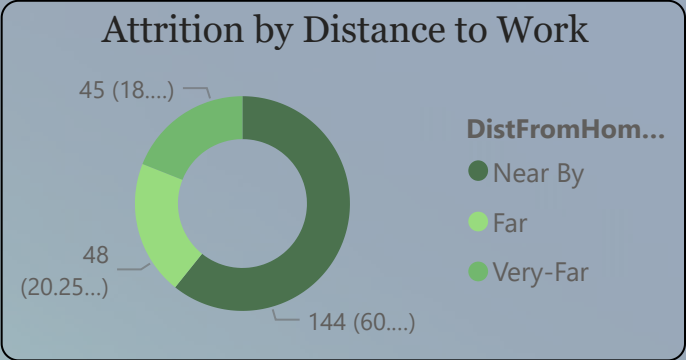 Attrition by Distance to Work
45 (18....)
DistFromHom...
Near By
Far
Very-Far
48
(20.25...)
144 (60....)